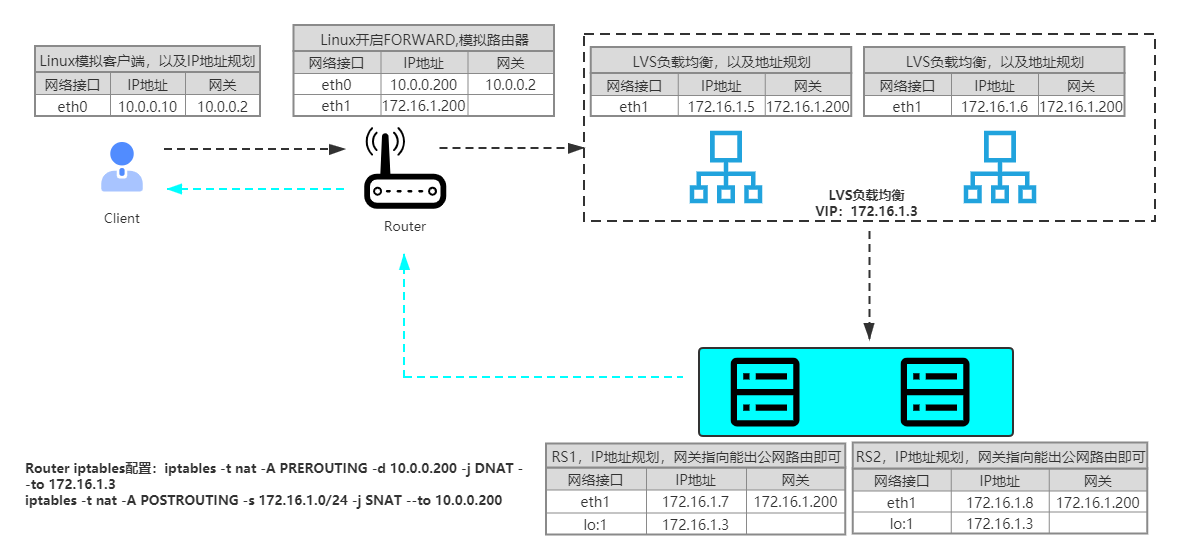 Linux模拟客户端，以及IP地址规划
网络接口 IP地址 网关
eth0 10.0.0.10 10.0.0.2
Linux开启FORWARD,模拟路由器
网络接口 IP地址 网关
eth0 10.0.0.200 10.0.0.2
eth1 172.16.1.200
LVS负载均衡，以及地址规划
网络接口 IP地址 网关
eth1 172.16.1.5 172.16.1.200
LVS负载均衡，以及地址规划
网络接口 IP地址 网关
eth1 172.16.1.6 172.16.1.200
Client
Router
LVS负载均衡
VIP：172.16.1.3
RS1，IP地址规划，网关指向能出公网路由即可
网络接口 IP地址 网关
eth1 172.16.1.7 172.16.1.200
lo:1 172.16.1.3
RS2，IP地址规划，网关指向能出公网路由即可
网络接口 IP地址 网关
eth1 172.16.1.8 172.16.1.200
lo:1 172.16.1.3
Router iptables配置：iptables -t nat -A PREROUTING -d 10.0.0.200 -j DNAT -
-to 172.16.1.3
iptables -t nat -A POSTROUTING -s 172.16.1.0/24 -j SNAT --to 10.0.0.200